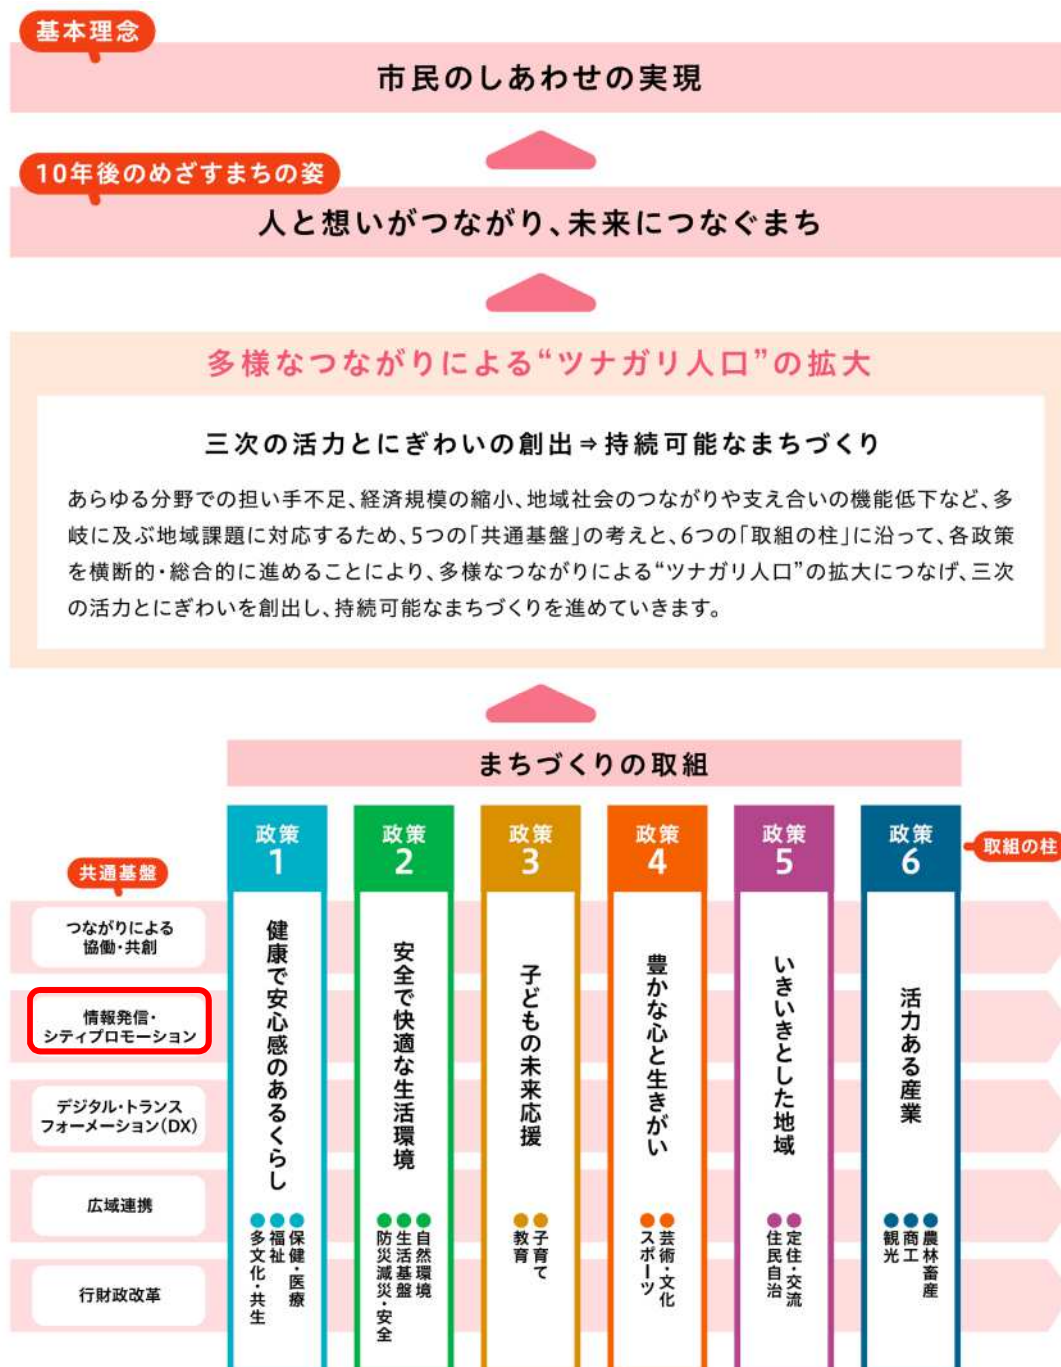 基本理念
市民のしあわせの実現
10年後のめざすまちの姿
人と想いがつながり、未来につなぐまち
多様なつながりによる“ツナガリ人口”の拡大
三次の活力とにぎわいの創出⇒持続可能なまちづくり
あらゆる分野での担い手不足、経済規模の縮小、地域社会のつながりや支え合いの機能低下など、多
岐に及ぶ地域課題に対応するため、5つの「共通基盤」の考えと、6つの「取組の柱」に沿って、各政策
を横断的・総合的に進めることにより、多様なつながりによる“ツナガリ人口”の拡大につなげ、三次
の活力とにぎわいを創出し、持続可能なまちづくりを進めていきます。
まちづくりの取組
取組の柱
共通基盤
つながりによる
協働・共創
情報発信・
シティプロモーション
デジタル・トランス
フォーメーション（DX）
広域連携
行財政改革
政策
1
健康で安心感のあるくらし
●保健・医療
●福祉
●多文化・共生
政策
2
安全で快適な生活環境
●自然環境
●生活基盤
●防災減災・安全
政策
3
子どもの未来応援
●子育て
●教育
政策
4
豊かな心と生きがい
●芸術・文化
●スポーツ
政策
5
いきいきとした地域
●定住・交流
●住民自治
政策
6
活力ある産業
●農林畜産
●商工
●観光